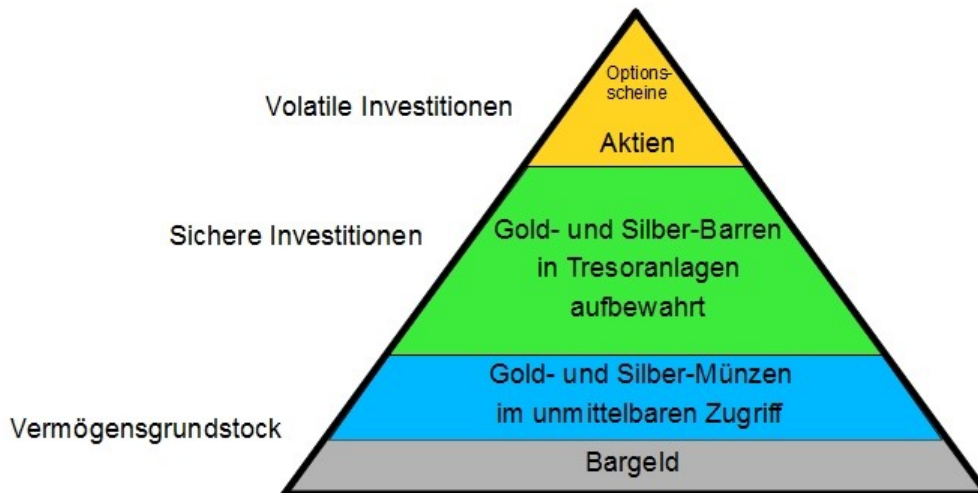 Options-
scheine
Volatile Investitionen
Aktien
Sichere Investitionen
Gold- und Silber-Barren
in Tresoranlagen
aufbewahrt
Gold- und Silber-Münzen
im unmittelbaren Zugriff
Vermögensgrundstock
Bargeld